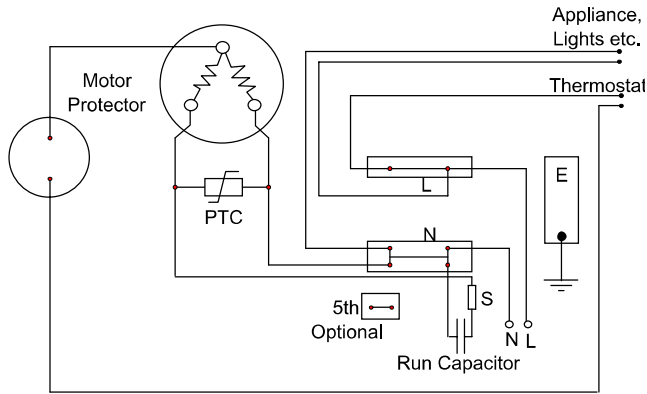 Appliance,
Lights etc.
Motor
Protector
Thermostat
E
L
PTC
N
S
5th
Optional
N L
Run Capacitor